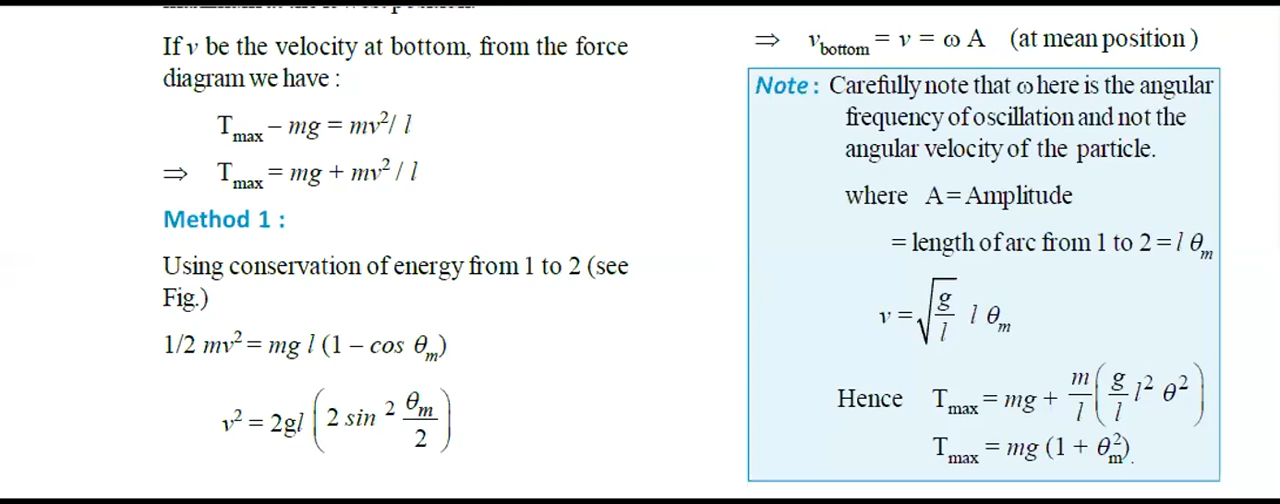 If v be the velocity at bottom, from the force
diagram we have :
T_max – mg = mv²/ l
⇒ T_max = mg + mv² / l
Method 1 :
Using conservation of energy from 1 to 2 (see
Fig.)
1/2 mv² = mg l (1 – cos θ_m)
v² = 2gl (2 sin² θ_m/2)
⇒ v_bottom = v = ω A (at mean position )
Note : Carefully note that ω here is the angular
frequency of oscillation and not the
angular velocity of the particle.
where A = Amplitude
= length of arc from 1 to 2 = l θ_m
v = √(g/l) l θ_m
Hence T_max = mg + m/l (g/l l² θ²)
T_max = mg (1 + θ_m²).